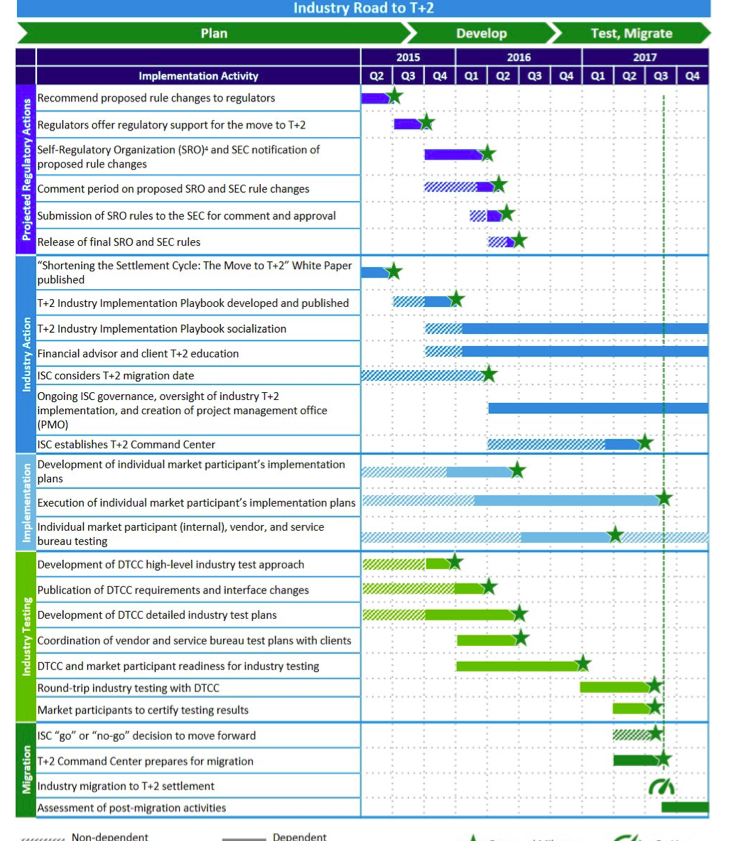 Industry Road to T+2
Plan
Develop
Test, Migrate
2015
2016
2017
Implementation Activity
Q2
Q3
Q4
Q1
Q2
Q3
Q4
Q1
Q2
Q3
Q4
Projected Regulatory Actions
Recommend proposed rule changes to regulators
Regulators offer regulatory support for the move to T+2
Self-Regulatory Organization (SRO)⁴ and SEC notification of
proposed rule changes
Comment period on proposed SRO and SEC rule changes
Submission of SRO rules to the SEC for comment and approval
Release of final SRO and SEC rules
Industry Action
“Shortening the Settlement Cycle: The Move to T+2” White Paper
published
T+2 Industry Implementation Playbook developed and published
T+2 Industry Implementation Playbook socialization
Financial advisor and client T+2 education
ISC considers T+2 migration date
Ongoing ISC governance, oversight of industry T+2
implementation, and creation of project management office
(PMO)
ISC establishes T+2 Command Center
Implementation
Development of individual market participant’s implementation
plans
Execution of individual market participant’s implementation plans
Individual market participant (internal), vendor, and service
bureau testing
Industry Testing
Development of DTCC high-level industry test approach
Publication of DTCC requirements and interface changes
Development of DTCC detailed industry test plans
Coordination of vendor and service bureau test plans with clients
DTCC and market participant readiness for industry testing
Round-trip industry testing with DTCC
Market participants to certify testing results
Migration
ISC “go” or “no-go” decision to move forward
T+2 Command Center prepares for migration
Industry migration to T+2 settlement
Assessment of post-migration activities
Non-dependent
Dependent